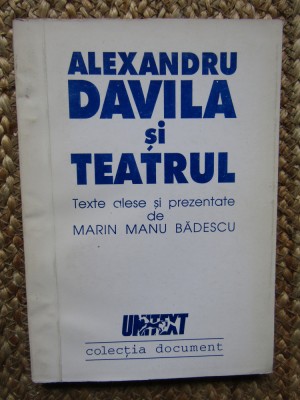 ALEXANDRU
DAVILA
și
TEATRUL
Texte alese și prezentate
de
MARIN MANU BĂDESCU
UNITEXT
colecția document